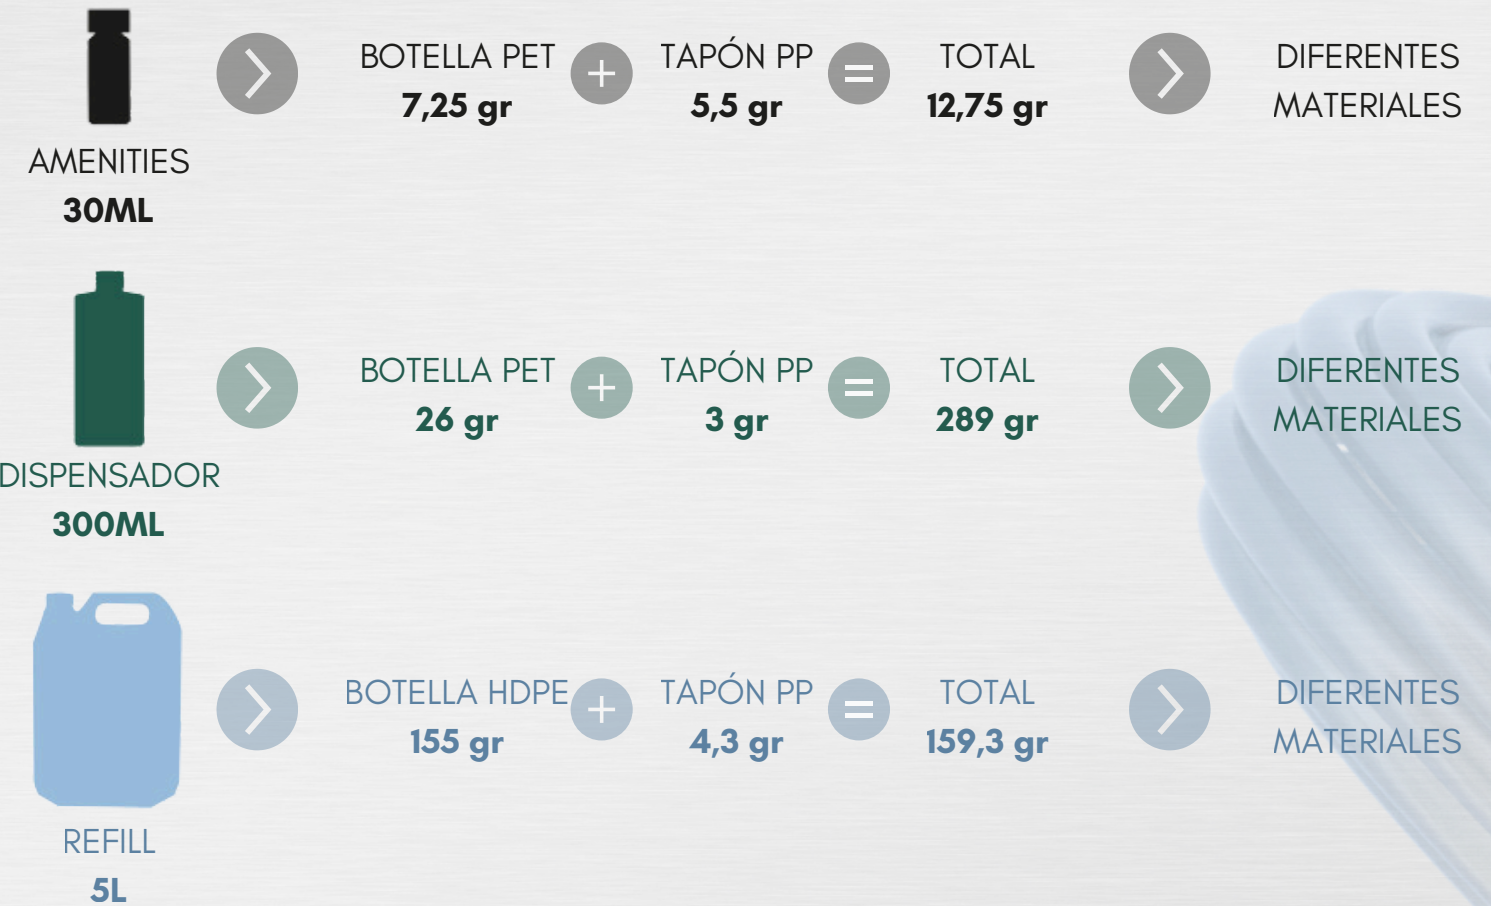 BOTELLA PET
7,25 gr
TAPÓN PP
5,5 gr
TOTAL
12,75 gr
DIFERENTES
MATERIALES
AMENITIES
30ML
BOTELLA PET
26 gr
TAPÓN PP
3 gr
TOTAL
289 gr
DIFERENTES
MATERIALES
DISPENSADOR
300ML
BOTELLA HDPE
155 gr
TAPÓN PP
4,3 gr
TOTAL
159,3 gr
DIFERENTES
MATERIALES
REFILL
5L